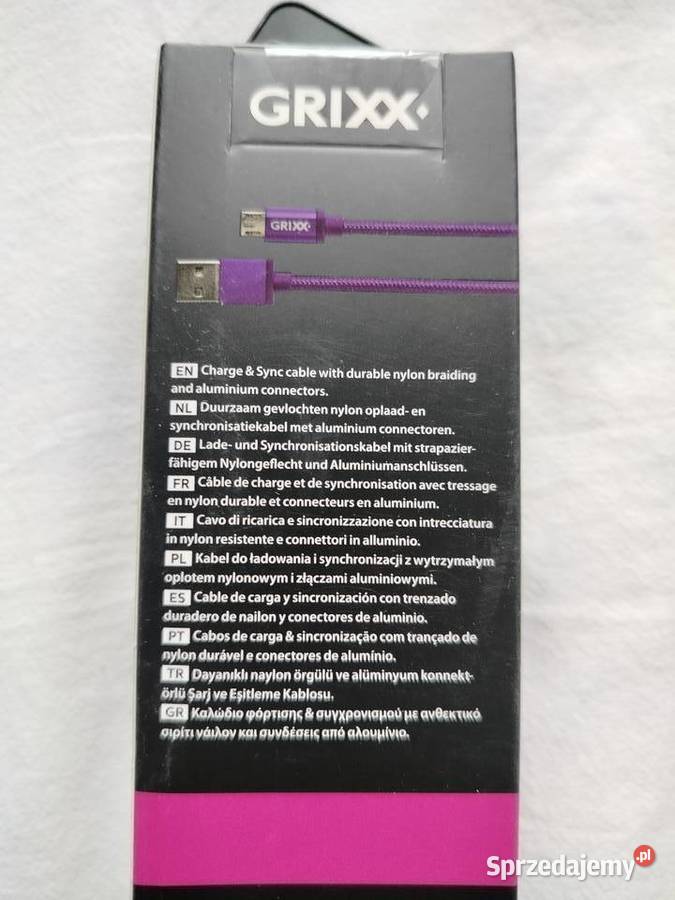 GRIXX
GRIXX
EN Charge & Sync cable with durable nylon braiding
and aluminium connectors.
NL Duurzaam gevlochten nylon oplaad- en
synchronisatiekabel met aluminium connectoren.
DE Lade- und Synchronisationskabel mit strapazier-
fähigem Nylongeflecht und Aluminiumanschlüssen.
FR Câble de charge et de synchronisation avec tressage
en nylon durable et connecteurs en aluminium.
IT Cavo di ricarica e sincronizzazione con intrecciatura
in nylon resistente e connettori in alluminio.
PL Kabel do ładowania i synchronizacji z wytrzymałym
oplotem nylonowym i złączami aluminiowymi.
ES Cable de carga y sincronización con trenzado
duradero de nailon y conectores de aluminio.
PT Cabos de carga & sincronização com trançado de
nylon durável e conectores de alumínio.
TR Dayanıklı naylon örgülü ve alüminyum konnekt-
örlü Şarj ve Eşitleme Kablosu.
GR Καλώδιο φόρτισης & συγχρονισμού με ανθεκτικό
σιρίτι νάιλον και συνδέσεις από αλουμίνιο.
Sprzedajemy.pl